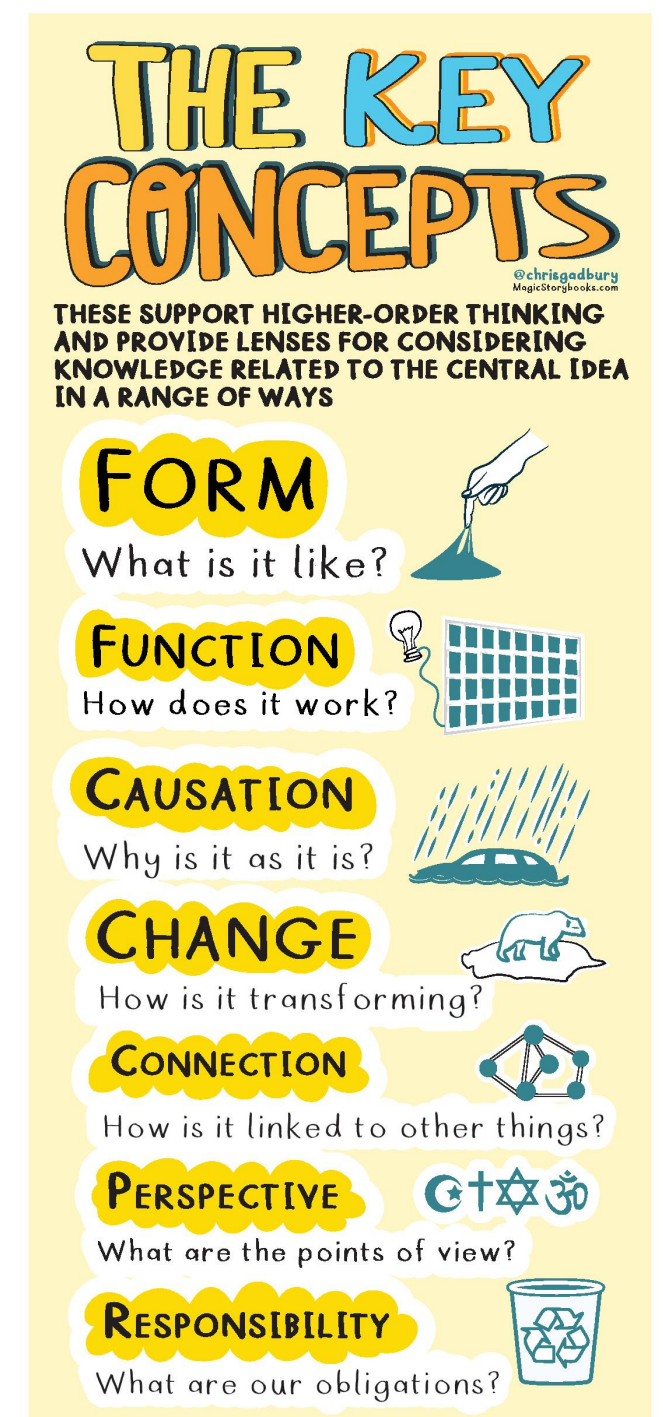 THE KEY
CONCEPTS
@chrisgadbury
MagicStorybooks.com
THESE SUPPORT HIGHER-ORDER THINKING
AND PROVIDE LENSES FOR CONSIDERING
KNOWLEDGE RELATED TO THE CENTRAL IDEA
IN A RANGE OF WAYS
FORM
What is it like?
FUNCTION
How does it work?
CAUSATION
Why is it as it is?
CHANGE
How is it transforming?
CONNECTION
How is it linked to other things?
PERSPECTIVE
What are the points of view?
RESPONSIBILITY
What are our obligations?